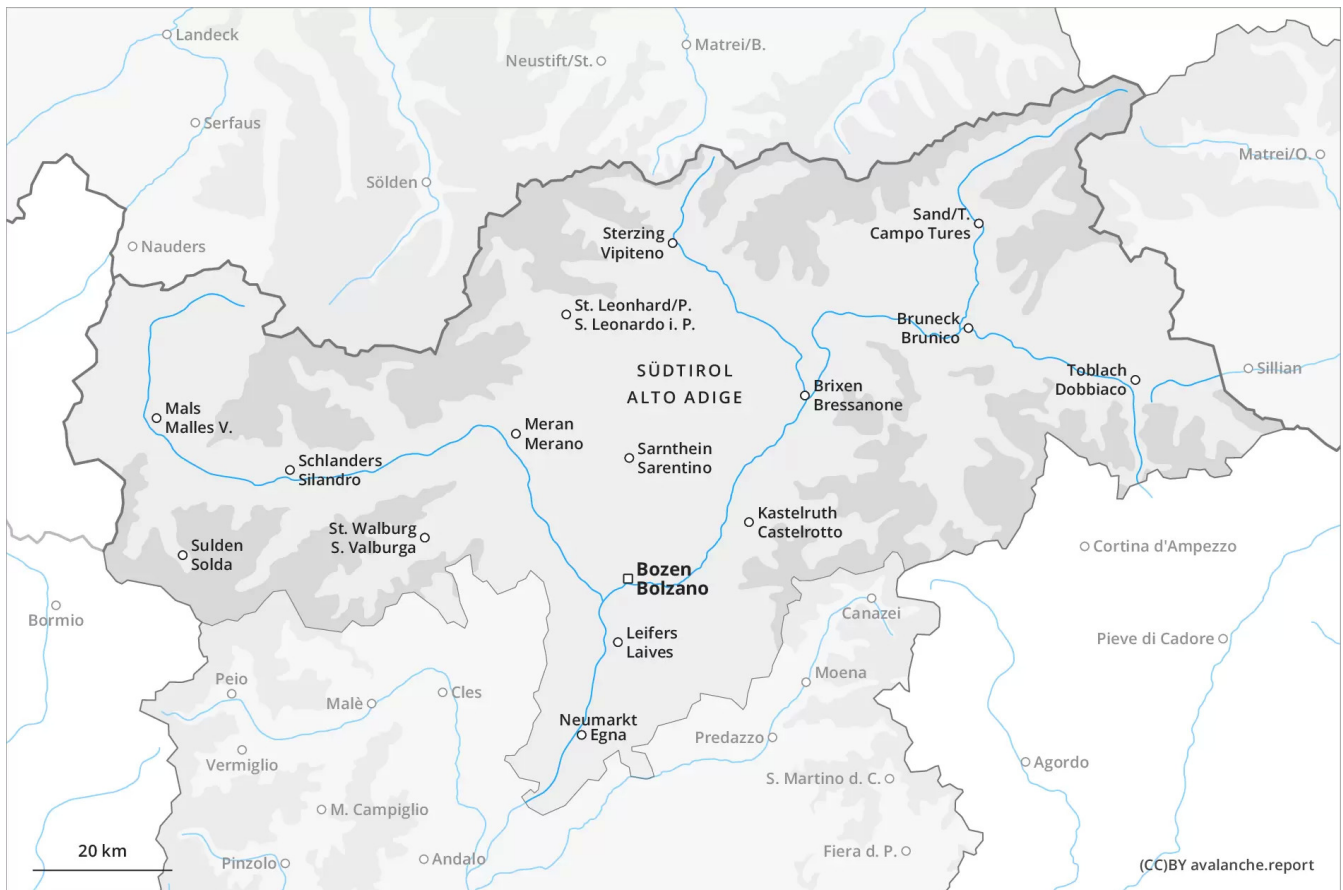 Landeck
Matrei/B.
Neustift/St.
Serfaus
Matrei/O.
Sölden
Sand/T.
Campo Tures
Sterzing
Vipiteno
Nauders
St. Leonhard/P.
S. Leonardo i. P.
Bruneck
Brunico
SÜDTIROL
ALTO ADIGE
Toblach
Dobbiaco
Sillian
Brixen
Bressanone
Mals
Malles V.
Meran
Merano
Sarnthein
Sarentino
Schlanders
Silandro
Kastelruth
Castelrotto
St. Walburg
S. Valburga
Sulden
Solda
Cortina d'Ampezzo
Bozen
Bolzano
Bormio
Canazei
Leifers
Laives
Pieve di Cadore
Peio
Moena
Malè
Cles
Neumarkt
Egna
Predazzo
Vermiglio
Agordo
S. Martino d. C.
M. Campiglio
20 km
Pinzolo
Andalo
Fiera d. P.
(CC)BY avalanche.report